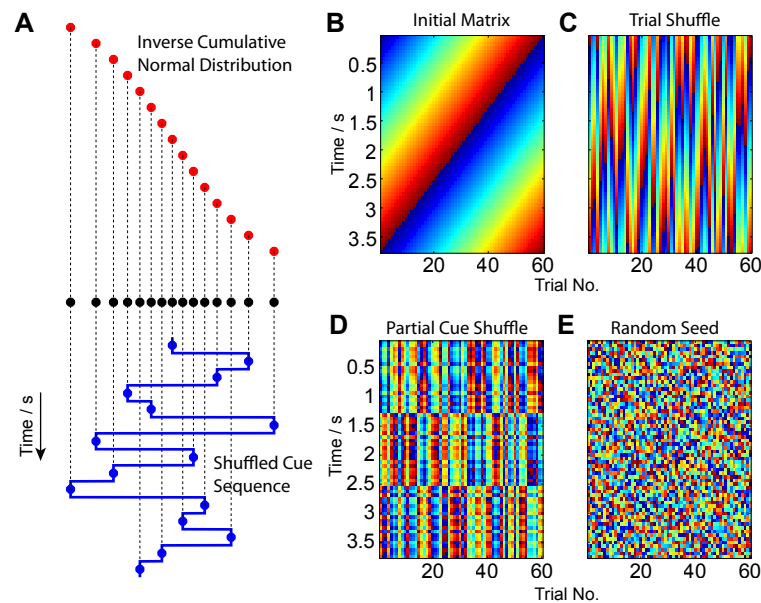 A
Inverse Cumulative
Normal Distribution
Time / s
Shuffled Cue
Sequence
B
Initial Matrix
0.5
1
1.5
2
2.5
3
3.5
Time / s
20
40
60
Trial No.
C
Trial Shuffle
20
40
60
Trial No.
D
Partial Cue Shuffle
0.5
1
1.5
2
2.5
3
3.5
Time / s
20
40
60
E
Random Seed
20
40
60
Trial No.